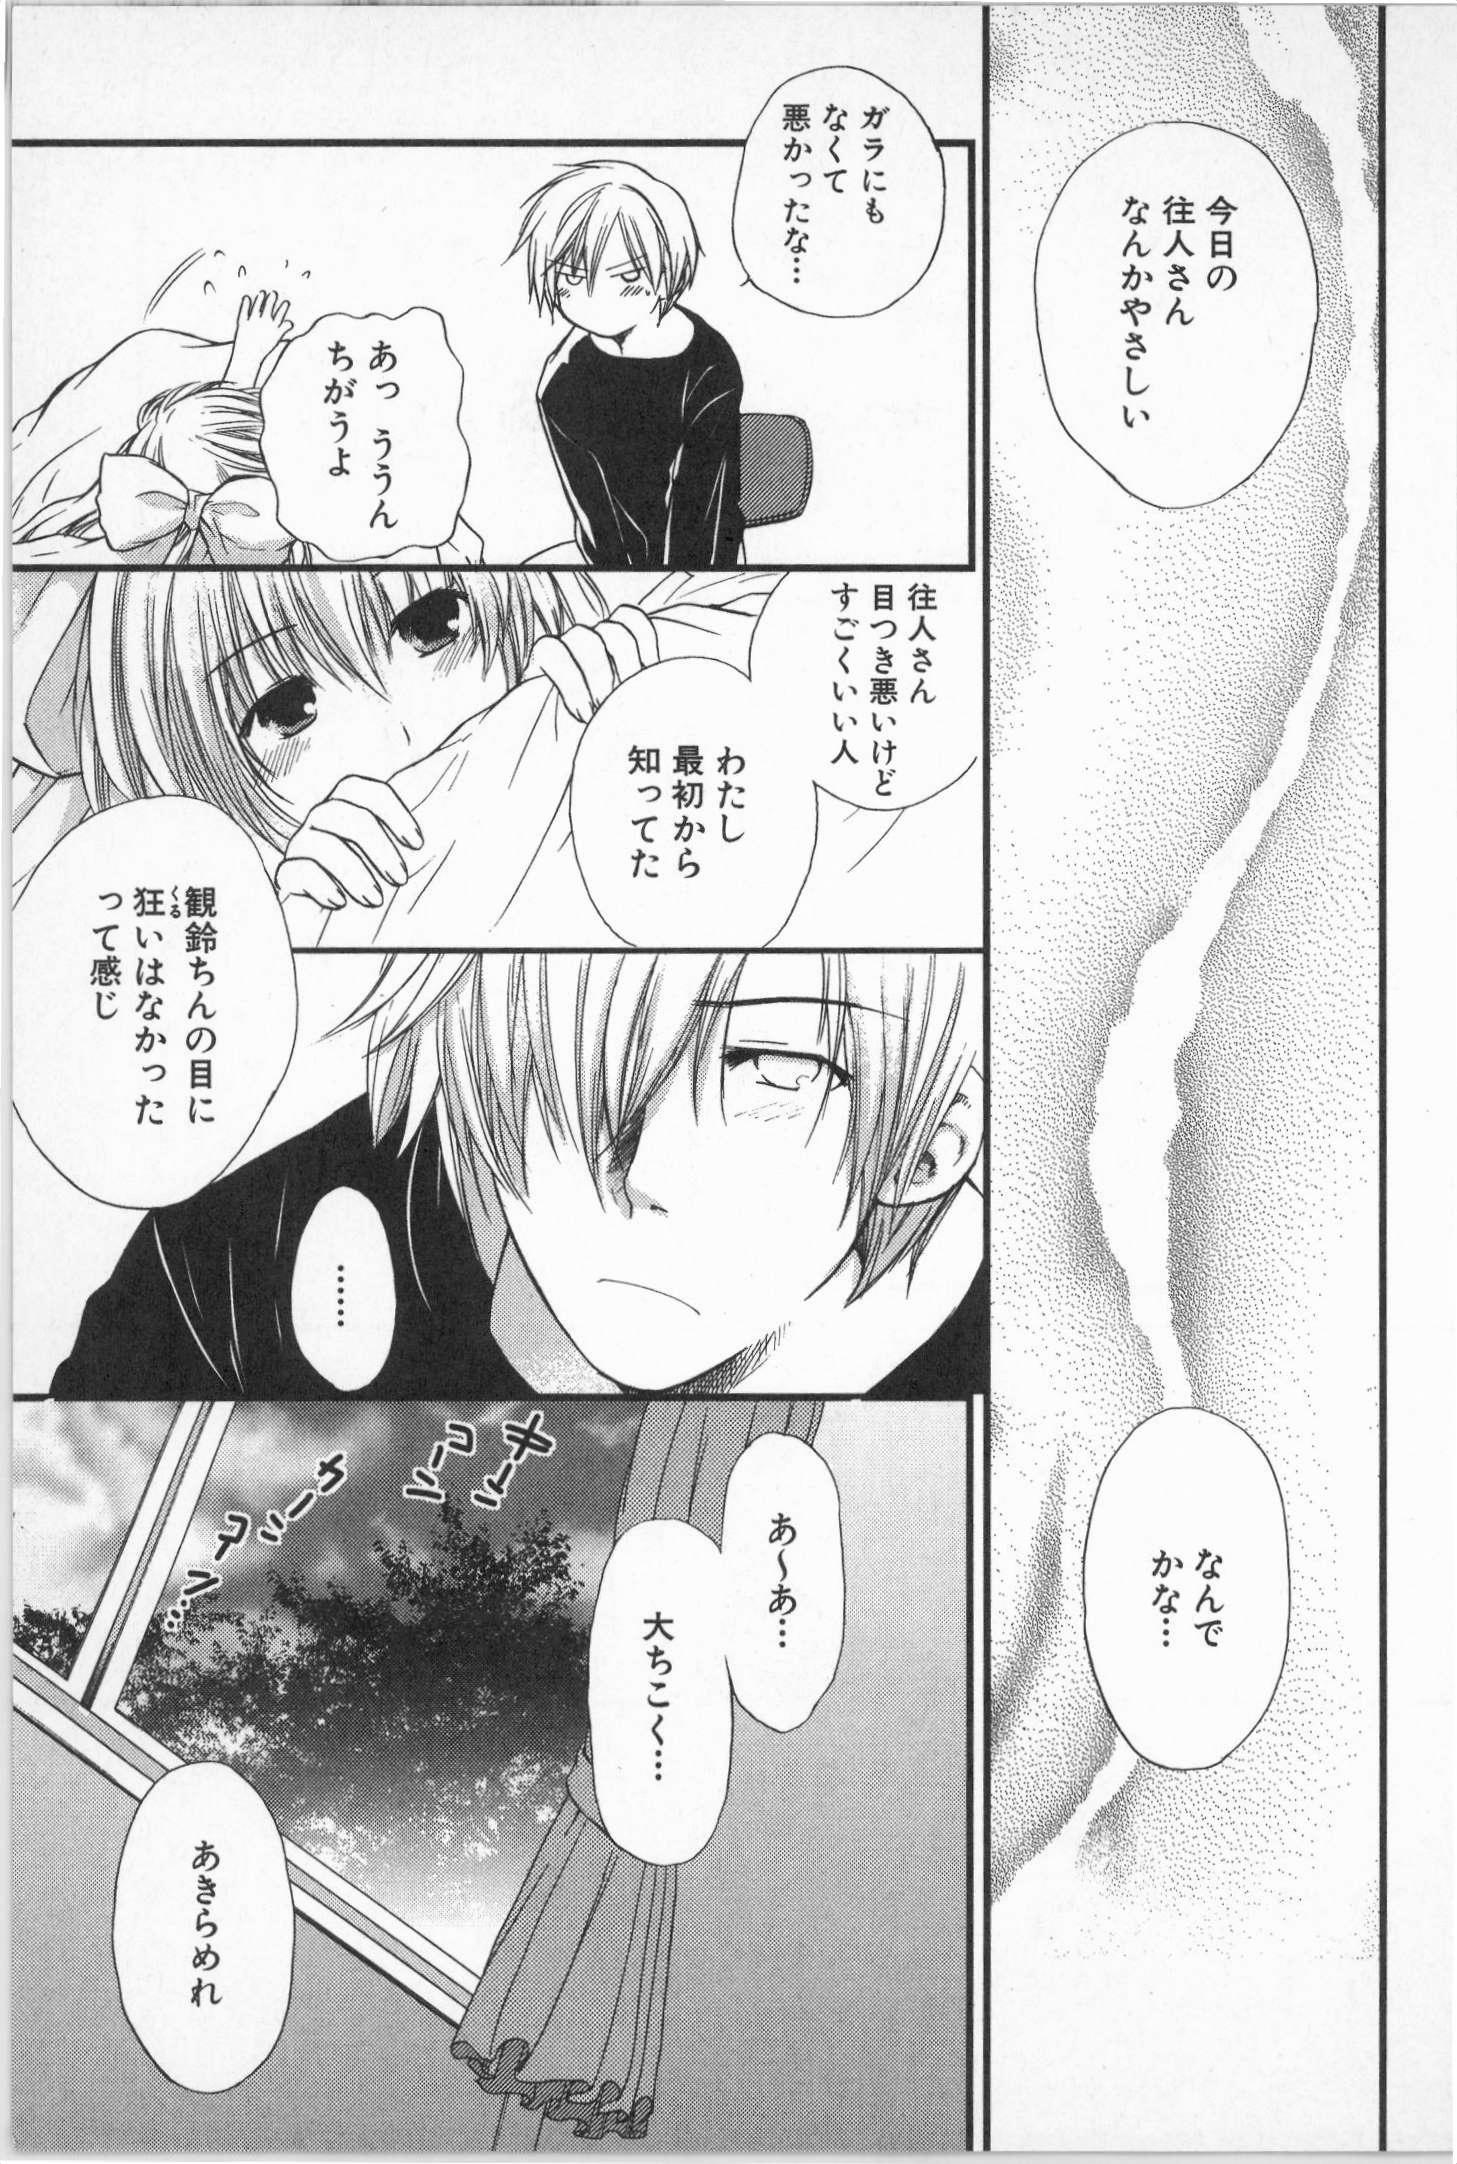 今日の
往人さん
なんかやさしい
なんで
かな…
ガラにも
なくて
悪かったな…
あっ ううん
ちがうよ
往人さん
目つき悪いけど
すごくいい人
わたし
最初から
知ってた
観鈴ちんの目に
狂いはなかった
くる
って感じ
……
キーン
コーン
カーン
コーン…
あ〜あ…
大ちこく…
あきらめれ